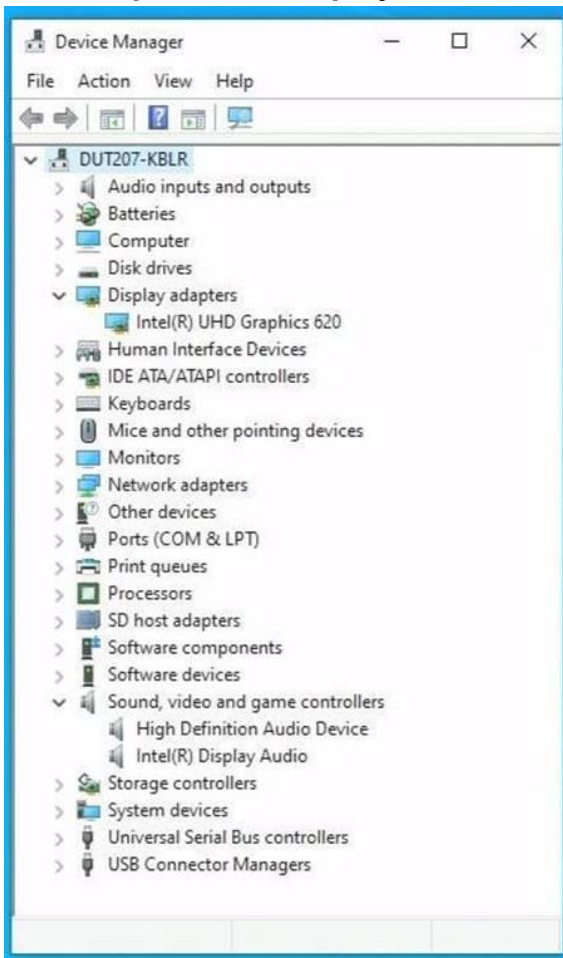 Device Manager
File Action View Help
DUT207-KBLR
Audio inputs and outputs
Batteries
Computer
Disk drives
Display adapters
Intel(R) UHD Graphics 620
Human Interface Devices
IDE ATA/ATAPI controllers
Keyboards
Mice and other pointing devices
Monitors
Network adapters
Other devices
Ports (COM & LPT)
Print queues
Processors
SD host adapters
Software components
Software devices
Sound, video and game controllers
High Definition Audio Device
Intel(R) Display Audio
Storage controllers
System devices
Universal Serial Bus controllers
USB Connector Managers